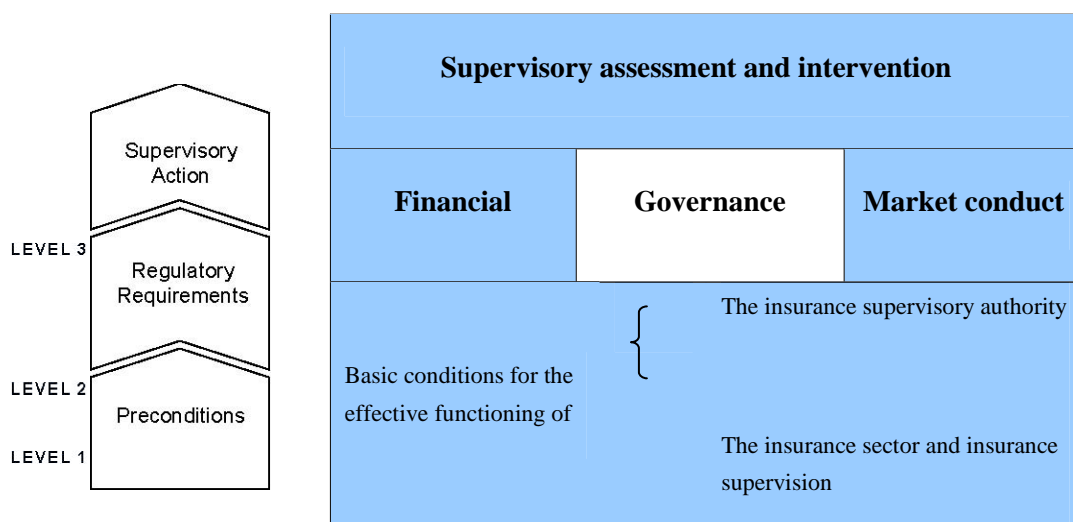 Supervisory assessment and intervention
Supervisory
Action
Financial
Governance
Market conduct
LEVEL 3
Regulatory
Requirements
The insurance supervisory authority
Basic conditions for the
effective functioning of
LEVEL 2
Preconditions
The insurance sector and insurance
supervision
LEVEL 1